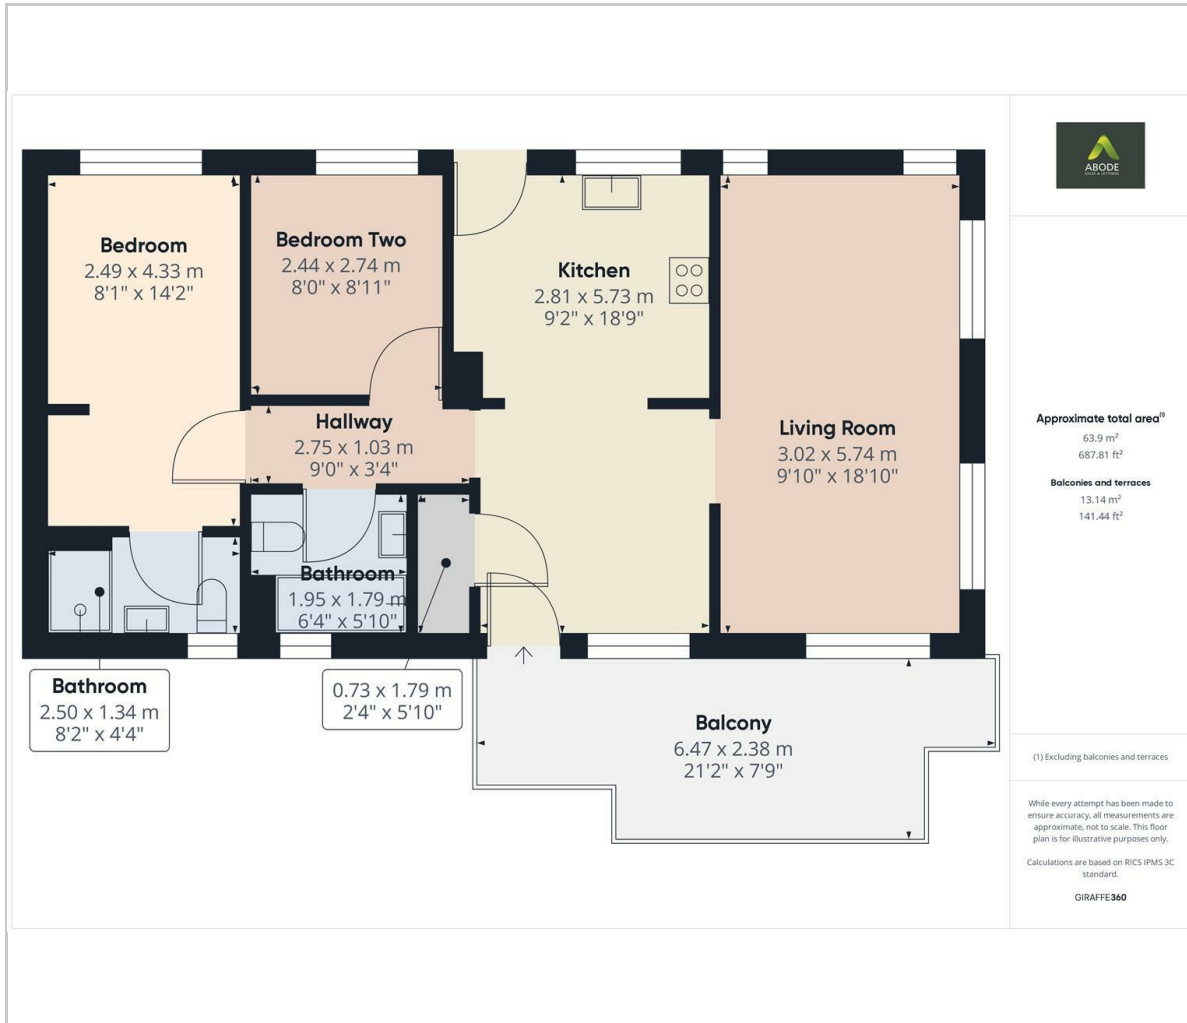 Bedroom
2.49 x 4.33 m
8'1" x 14'2"
Bedroom Two
2.44 x 2.74 m
8'0" x 8'11"
Kitchen
2.81 x 5.73 m
9'2" x 18'9"
Hallway
2.75 x 1.03 m
9'0" x 3'4"
Living Room
3.02 x 5.74 m
9'10" x 18'10"
Bathroom
1.95 x 1.79 m
6'4" x 5'10"
Bathroom
2.50 x 1.34 m
8'2" x 4'4"
0.73 x 1.79 m
2'4" x 5'10"
Balcony
6.47 x 2.38 m
21'2" x 7'9"
ABODE
SALES & LETTINGS
Approximate total area⁽¹⁾
63.9 m²
687.81 ft²
Balconies and terraces
13.14 m²
141.44 ft²
(1) Excluding balconies and terraces
While every attempt has been made to
ensure accuracy, all measurements are
approximate, not to scale. This floor
plan is for illustrative purposes only.
Calculations are based on RICS IPMS 3C
standard.
GIRAFFE360